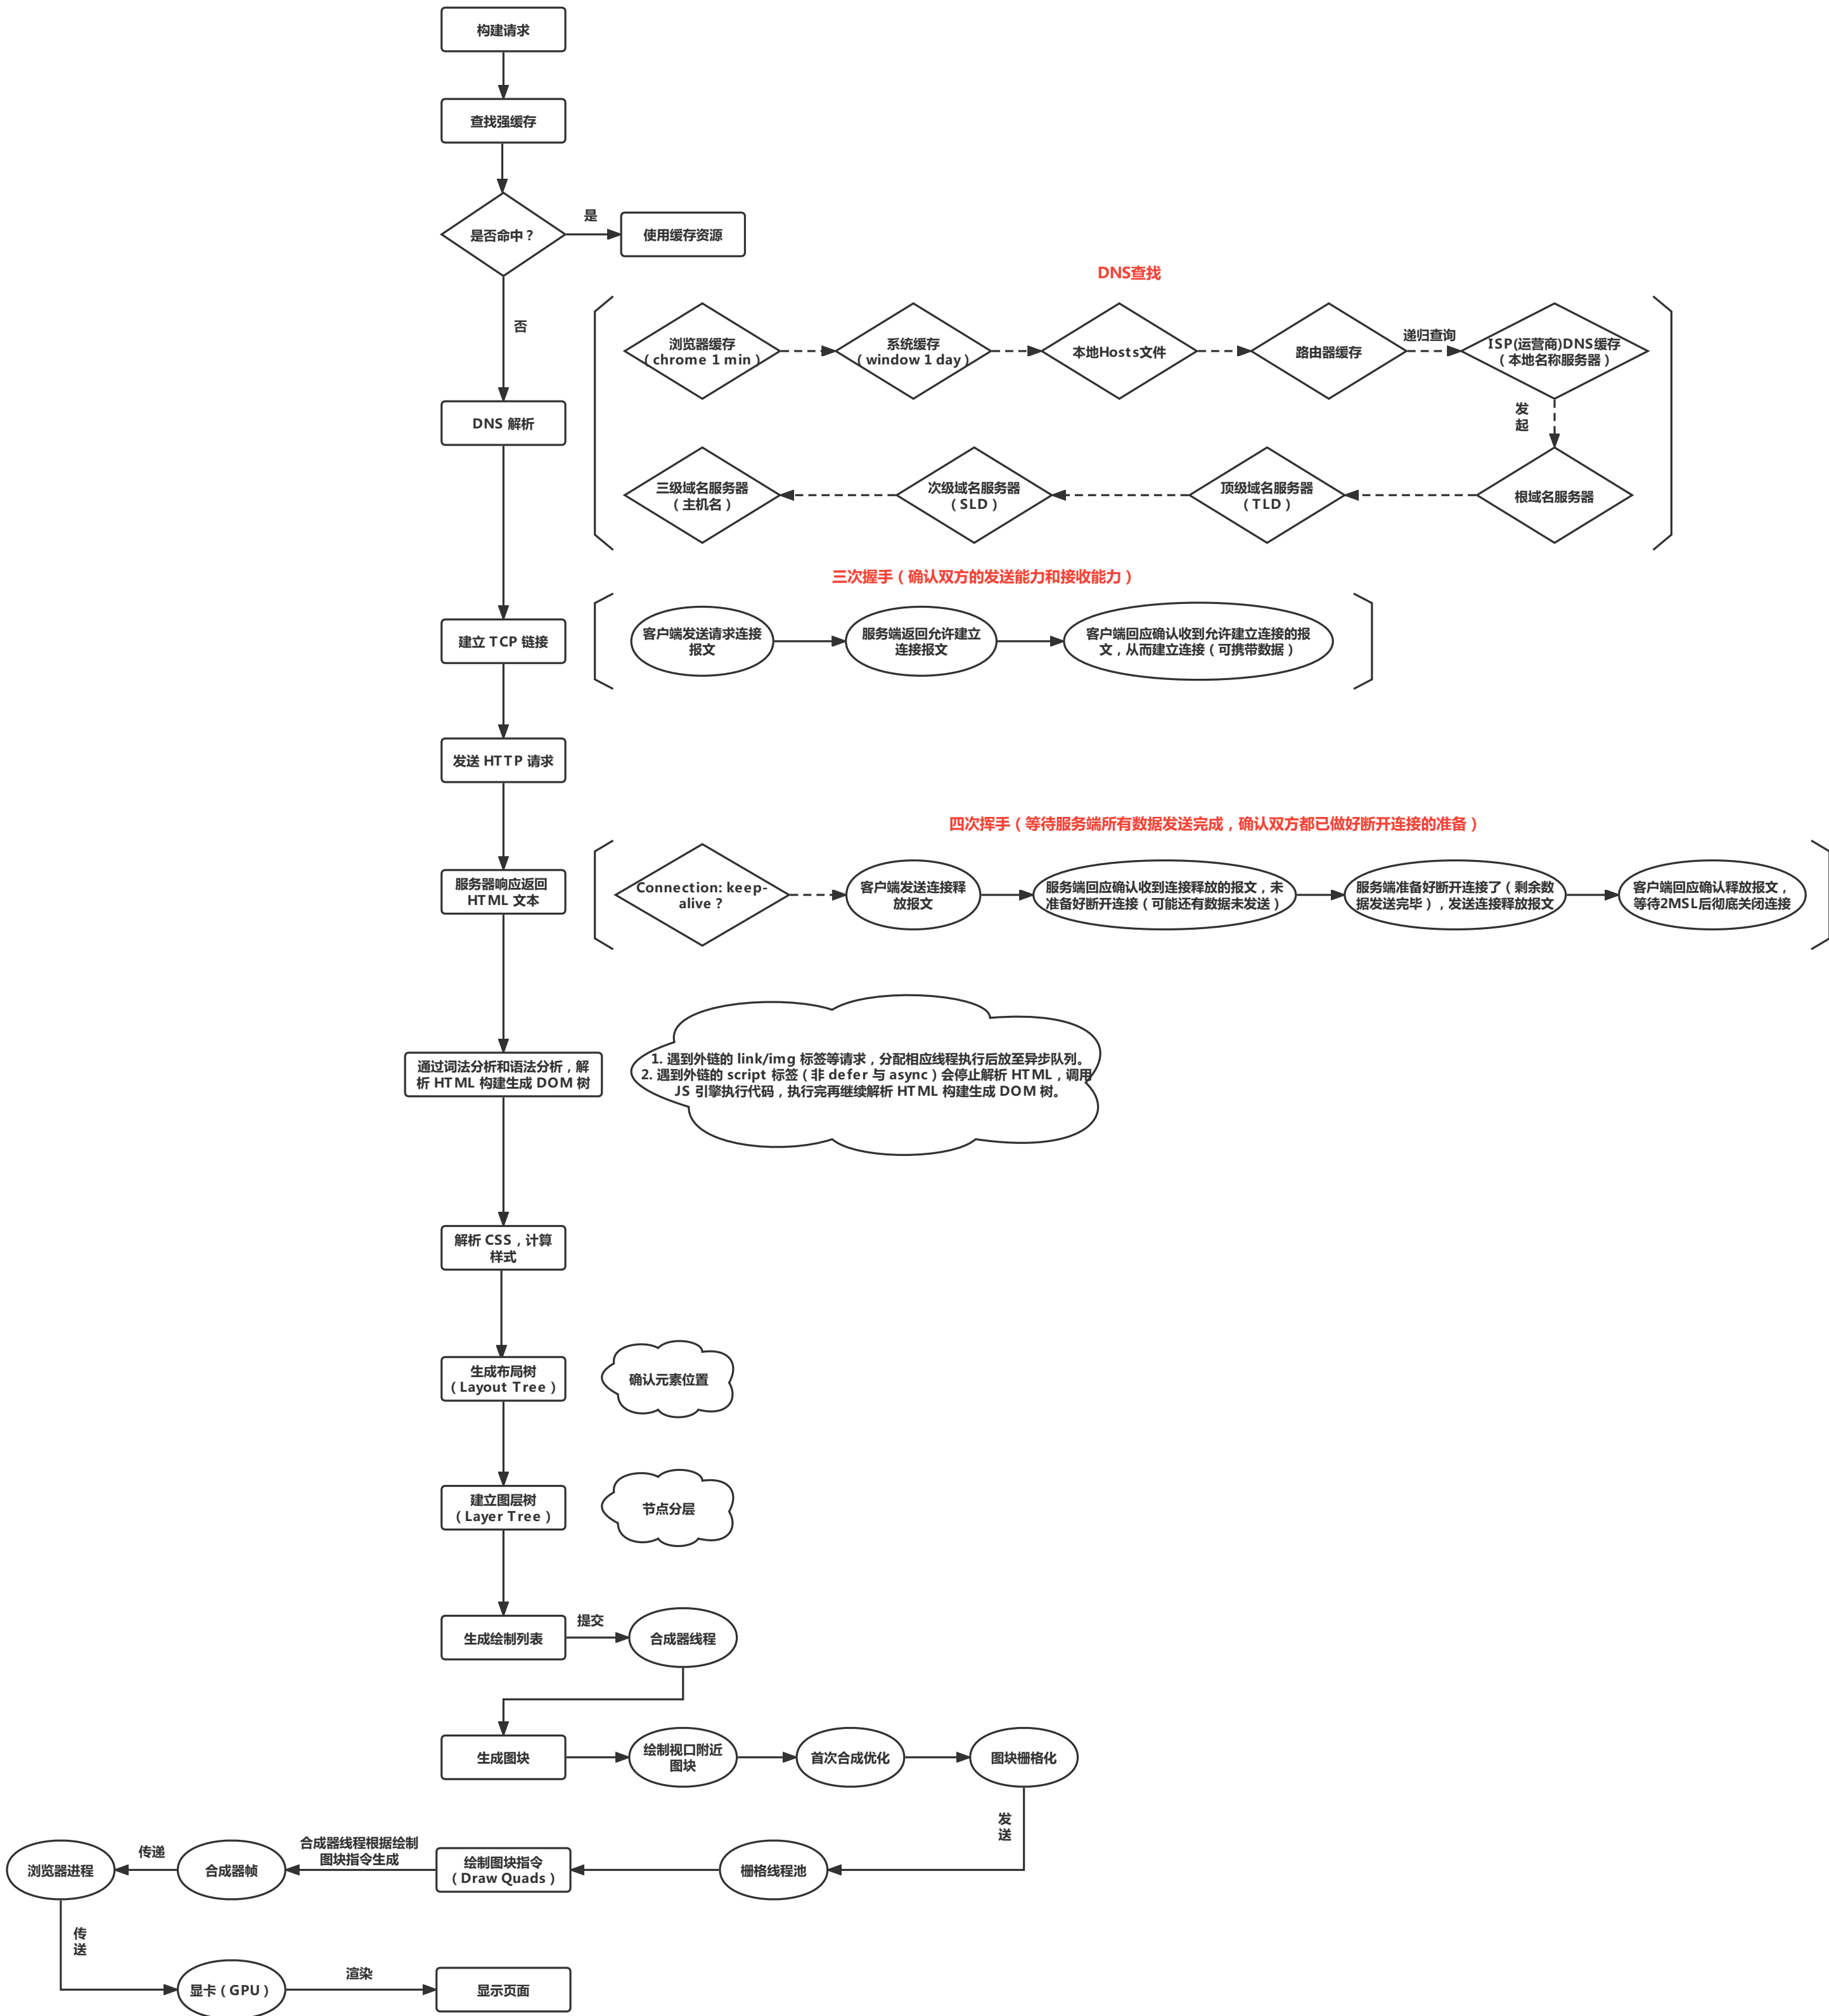 构建请求
查找强缓存
是否命中？
是
使用缓存资源
否
DNS查找
浏览器缓存
（chrome 1 min）
系统缓存
（window 1 day）
本地Hosts文件
路由器缓存
递归查询
ISP(运营商)DNS缓存
（本地名称服务器）
发
起
DNS 解析
三级域名服务器
（主机名）
次级域名服务器
（SLD）
顶级域名服务器
（TLD）
根域名服务器
三次握手（确认双方的发送能力和接收能力）
建立 TCP 链接
客户端发送请求连接
报文
服务端返回允许建立
连接报文
客户端回应确认收到允许建立连接的报
文，从而建立连接（可携带数据）
发送 HTTP 请求
四次挥手（等待服务端所有数据发送完成，确认双方都已做好断开连接的准备）
服务器响应返回
HTML 文本
Connection: keep-
alive？
客户端发送连接释
放报文
服务端回应确认收到连接释放的报文，未
准备好断开连接（可能还有数据未发送）
服务端准备好断开连接了（剩余数
据发送完毕），发送连接释放报文
客户端回应确认释放报文，
等待2MSL后彻底关闭连接
通过词法分析和语法分析，解
析 HTML 构建生成 DOM 树
1. 遇到外链的 link/img 标签等请求，分配相应线程执行后放至异步队列。
2. 遇到外链的 script 标签（非 defer 与 async）会停止解析 HTML，调用
JS 引擎执行代码，执行完再继续解析 HTML 构建生成 DOM 树。
解析 CSS，计算
样式
生成布局树
（Layout Tree）
确认元素位置
建立图层树
（Layer Tree）
节点分层
生成绘制列表
提交
合成器线程
生成图块
绘制视口附近
图块
首次合成优化
图块栅格化
发
送
浏览器进程
传递
合成器帧
合成器线程根据绘制
图块指令生成
绘制图块指令
（Draw Quads）
栅格线程池
传
送
显卡（GPU）
渲染
显示页面